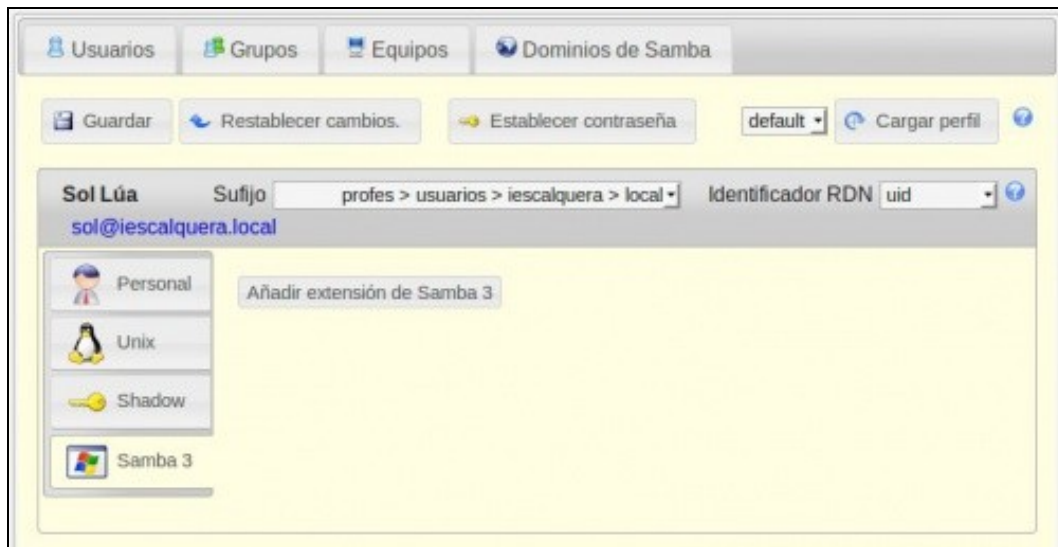 Usuarios Grupos Equipos Dominios de Samba
Guardar Restablecer cambios. Establecer contraseña default Cargar perfil
Sol Lúa Sufijo profes > usuarios > iescalquera > local Identificador RDN uid
sol@iescalquera.local
Personal
Añadir extensión de Samba 3
Unix
Shadow
Samba 3